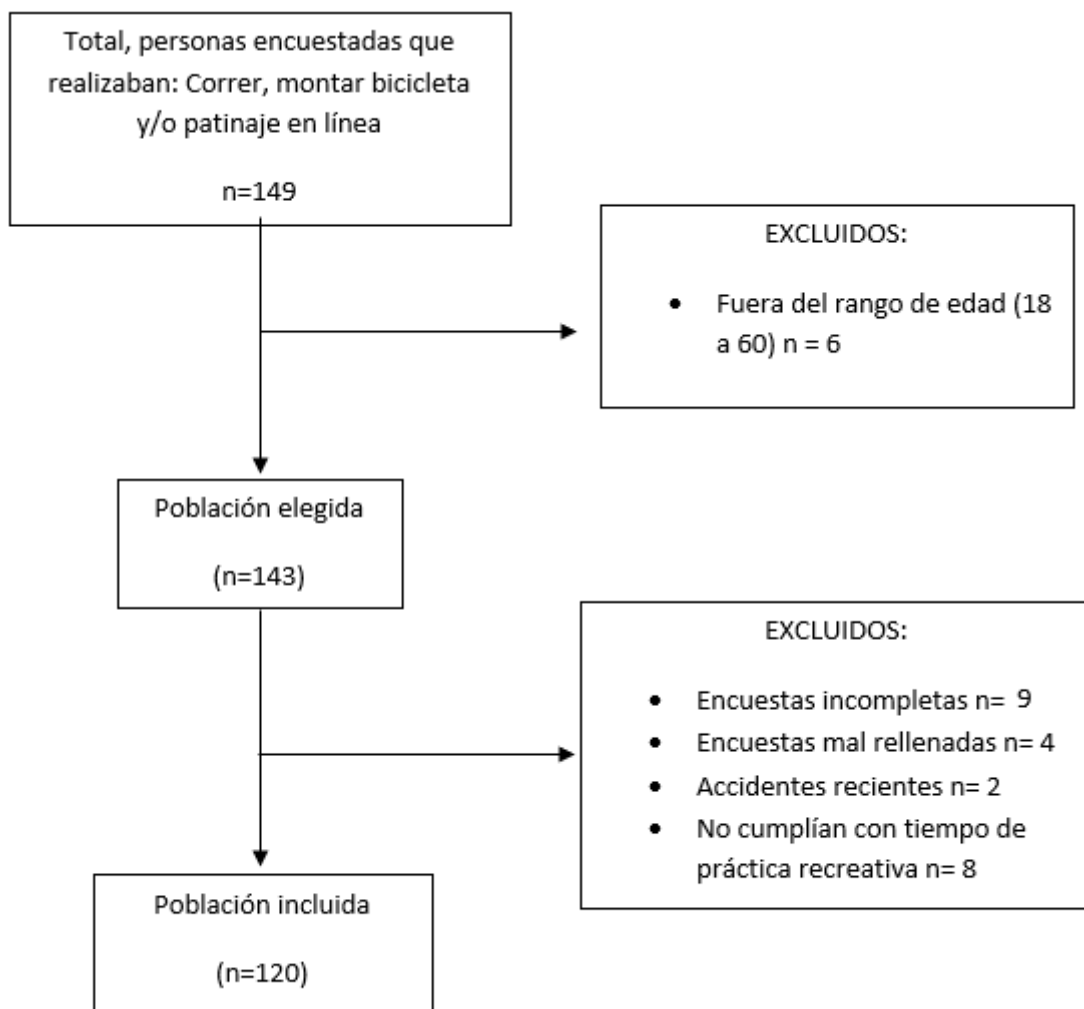 Total, personas encuestadas que
realizaban: Correr, montar bicicleta
y/o patinaje en línea
n=149
EXCLUIDOS:
• Fuera del rango de edad (18
a 60) n = 6
Población elegida
(n=143)
EXCLUIDOS:
• Encuestas incompletas n= 9
• Encuestas mal rellenadas n= 4
• Accidentes recientes n= 2
• No cumplían con tiempo de
práctica recreativa n= 8
Población incluida
(n=120)